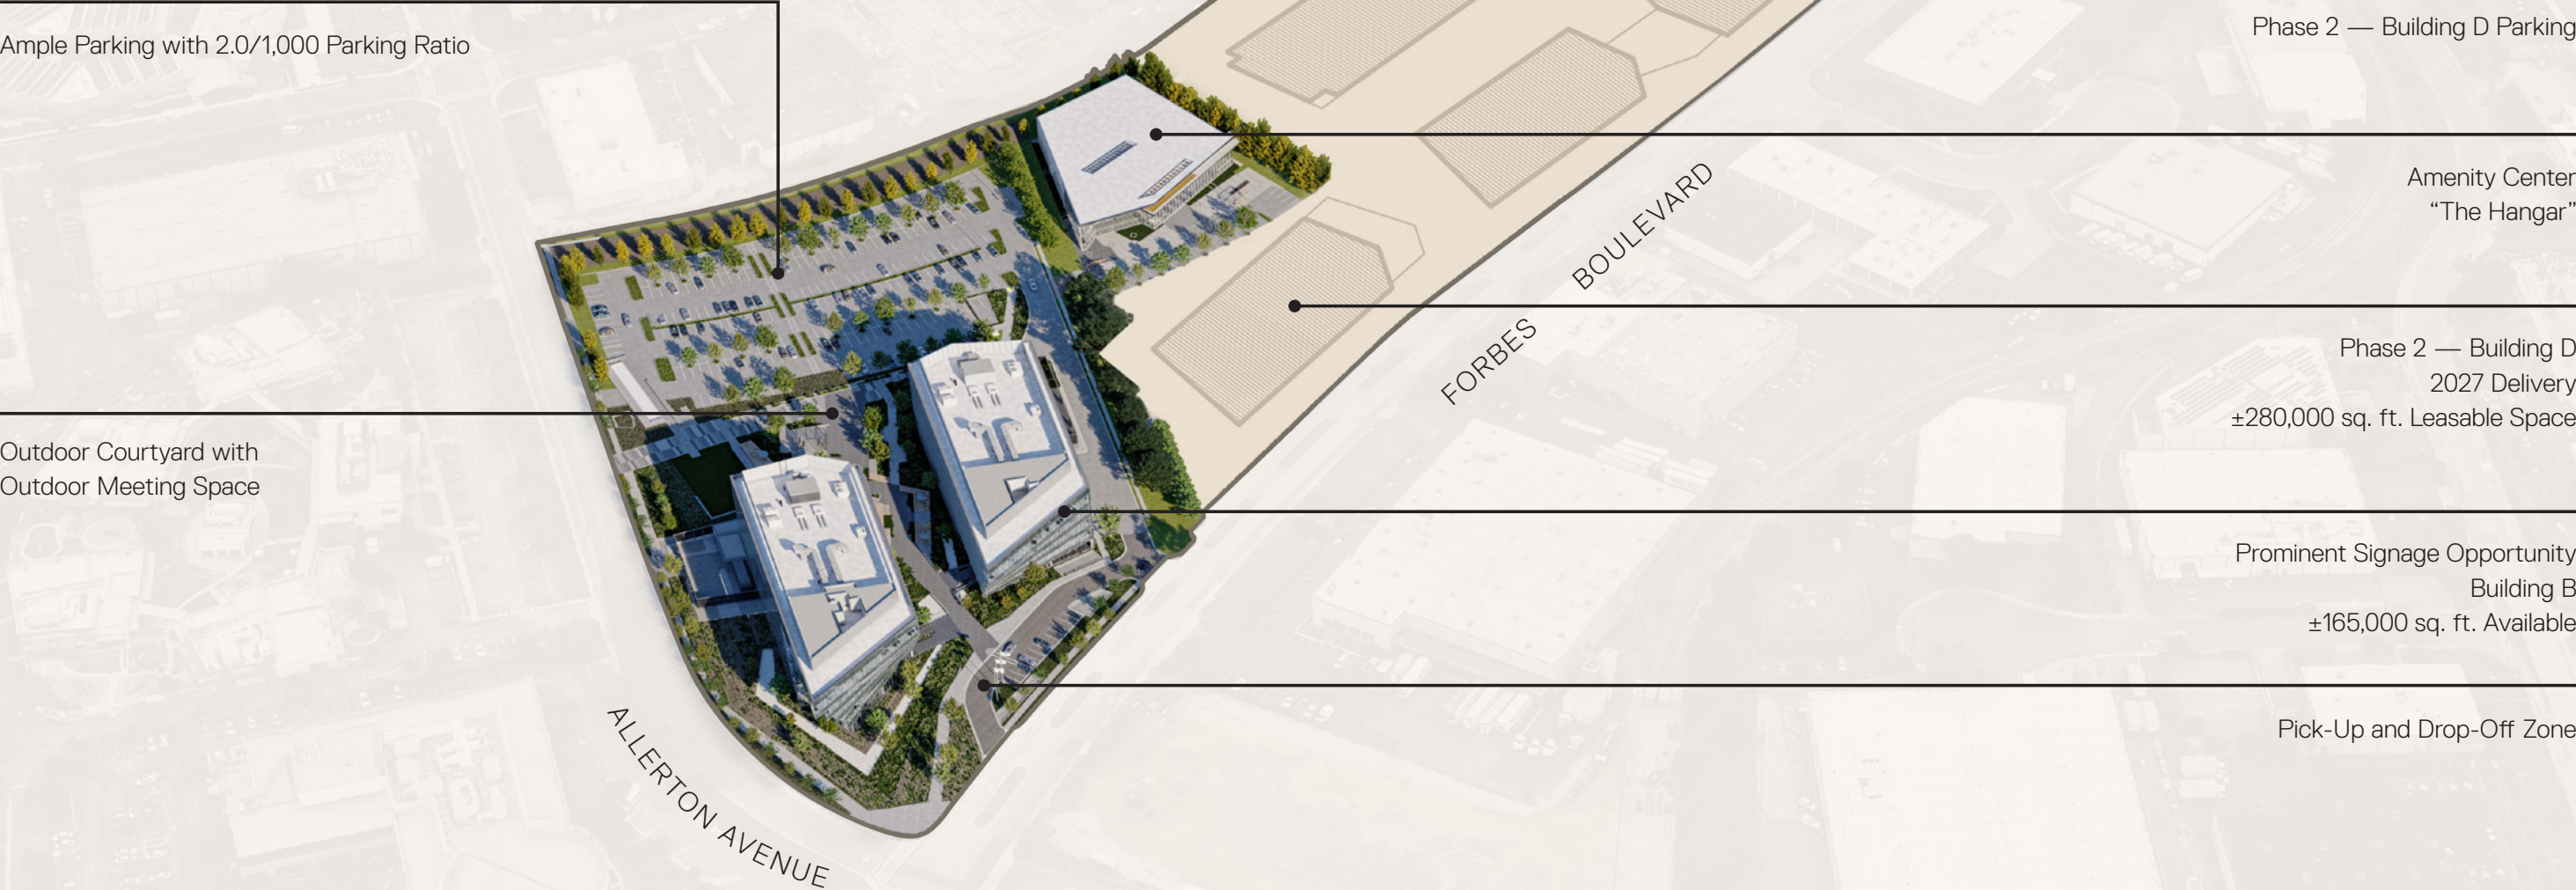 Ample Parking with 2.0/1,000 Parking Ratio
Outdoor Courtyard with
Outdoor Meeting Space
Phase 2 — Building D Parking
Amenity Center
“The Hangar”
Phase 2 — Building D
2027 Delivery
±280,000 sq. ft. Leasable Space
Prominent Signage Opportunity
Building B
±165,000 sq. ft. Available
Pick-Up and Drop-Off Zone
FORBES BOULEVARD
ALLERTON AVENUE